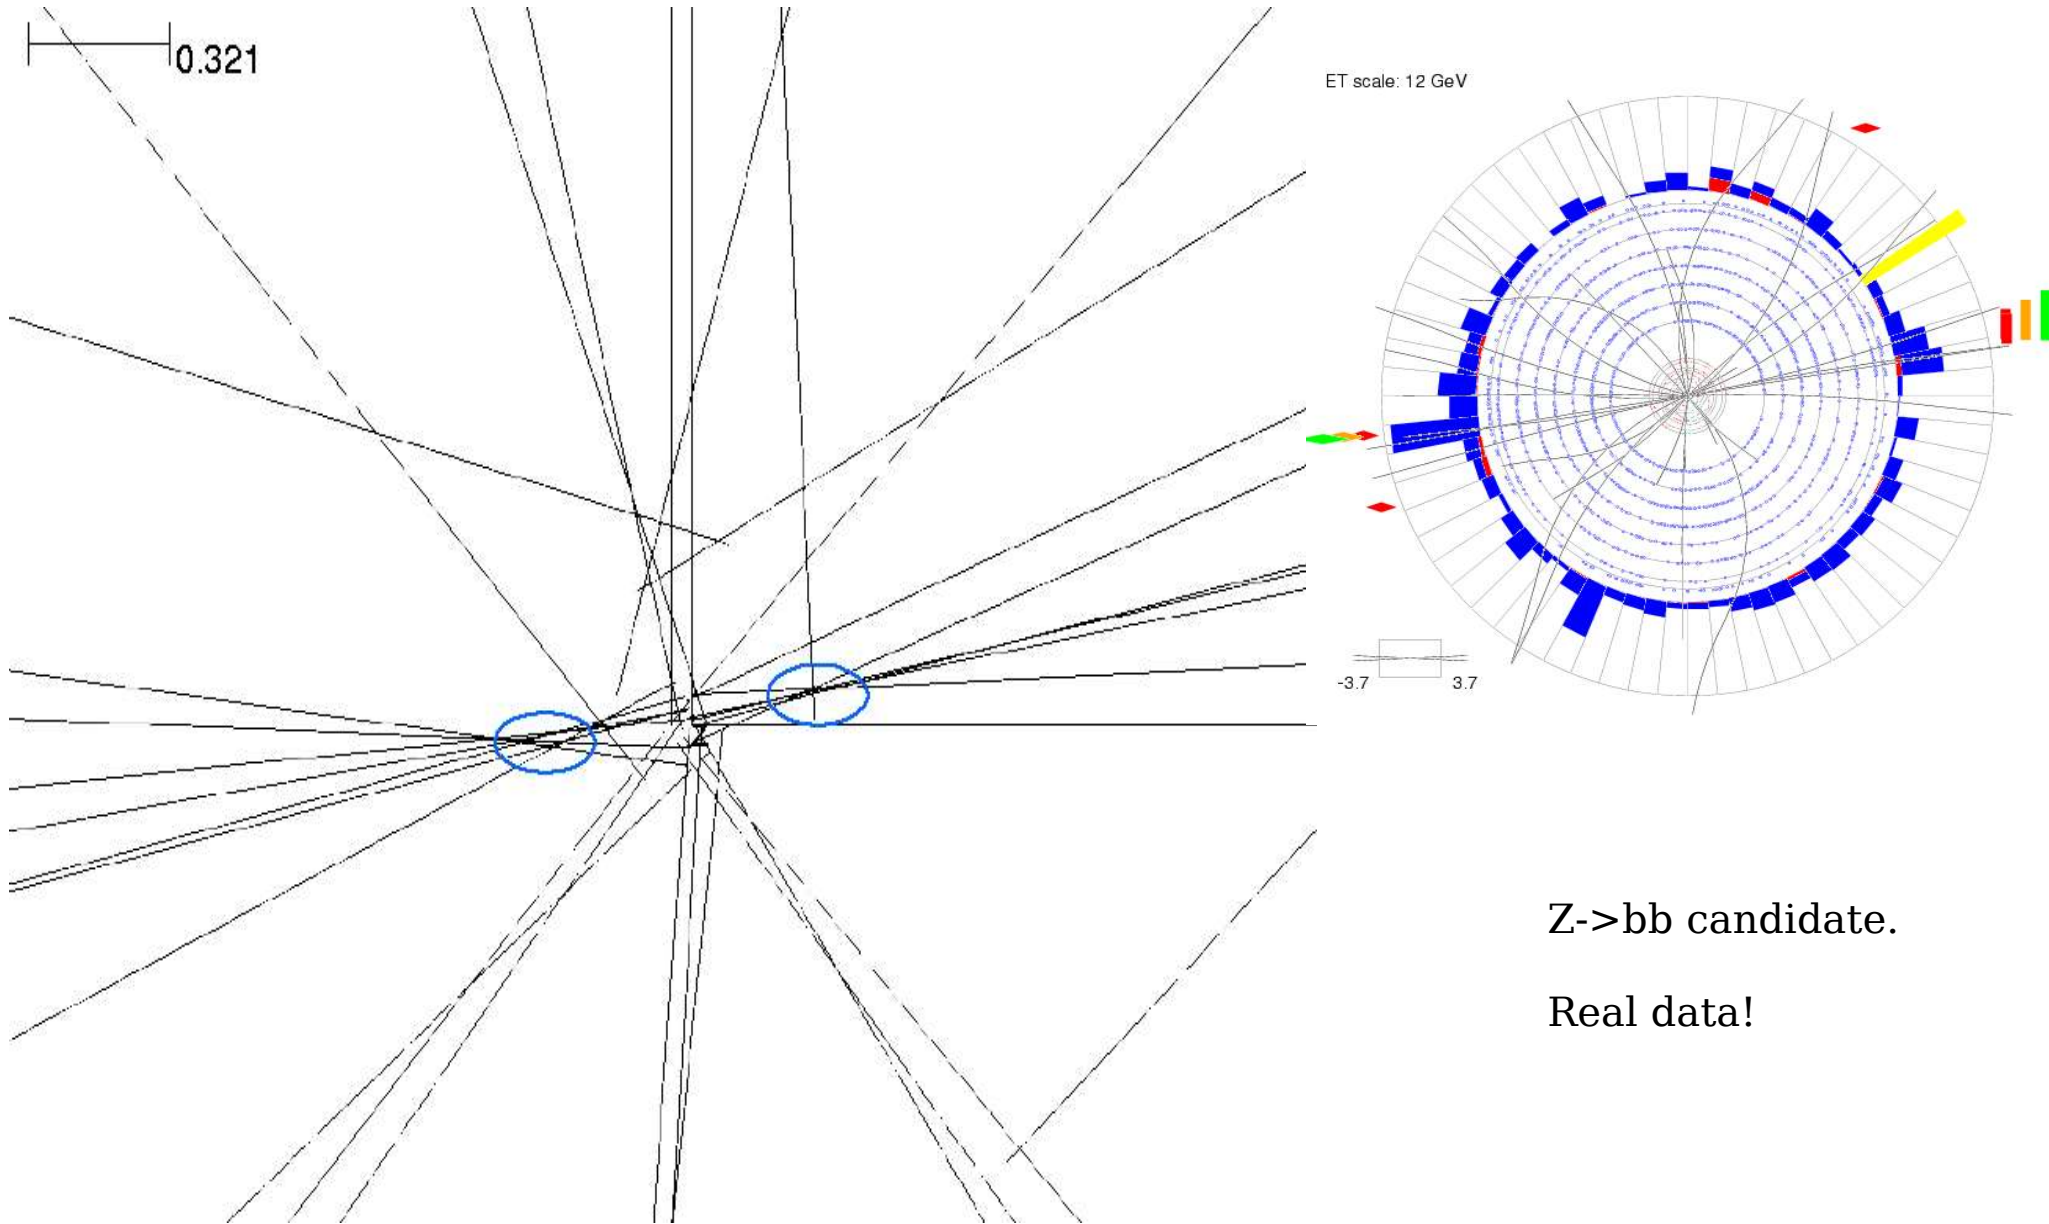 0.321
ET scale: 12 GeV
-3.7 3.7
Z->bb candidate.
Real data!